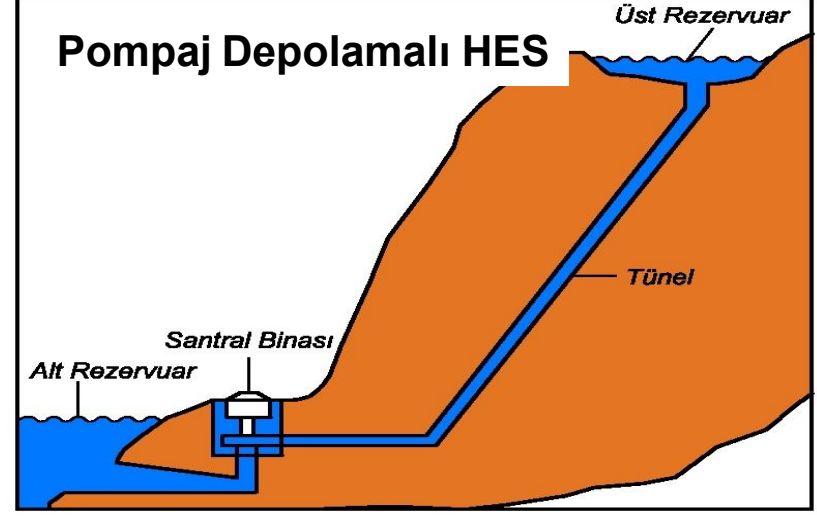 Üst Rezervuar
Pompaj Depolamalı HES
Tünel
Santral Binası
Alt Rezervuar